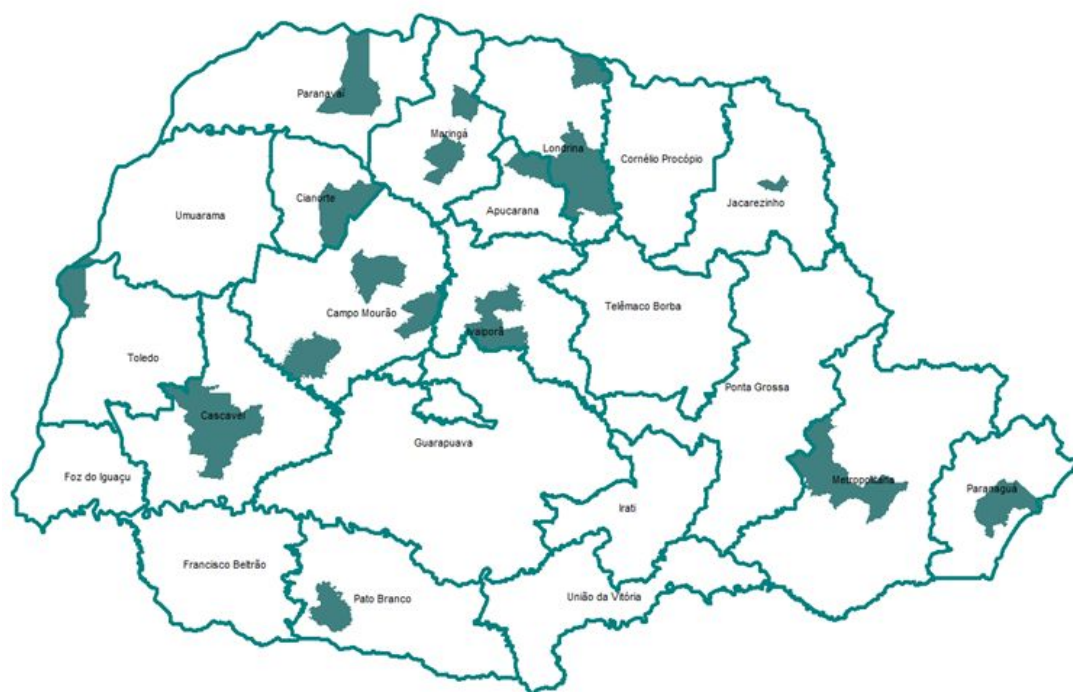 Paranavaí
Maringá
Londrina
Cornélio Procópio
Cianorte
Jacarezinho
Umuarama
Apucarana
Telêmaco Borba
Campo Mourão
Ivaiporã
Toledo
Ponta Grossa
Cascavel
Guarapuava
Foz do Iguaçu
Metropolitana
Paranaguá
Irati
Francisco Beltrão
Pato Branco
União da Vitória